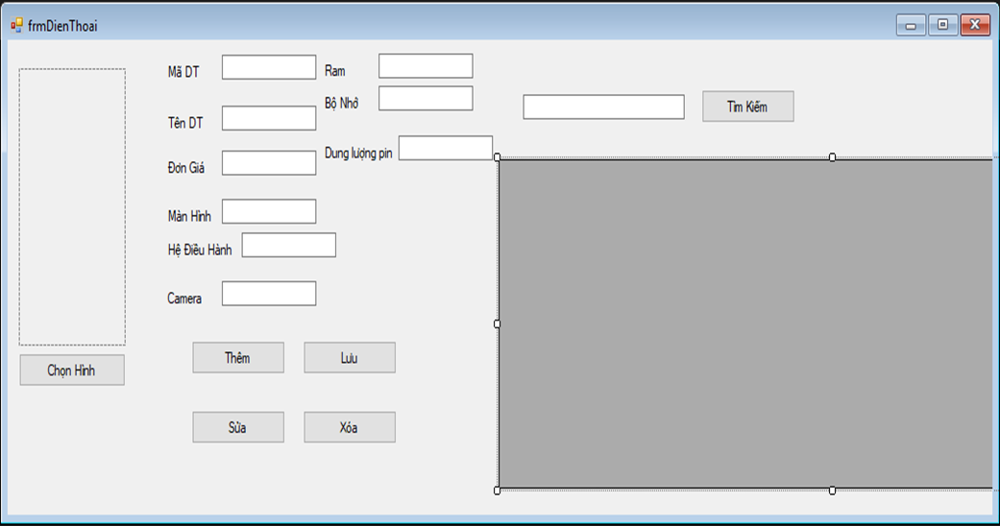 frmDienThoai
Mã DT
Ram
Bộ Nhớ
Tìm Kiếm
Tên DT
Dung lượng pin
Đơn Giá
Màn Hình
Hệ Điều Hành
Camera
Thêm
Lưu
Chọn Hình
Sửa
Xóa